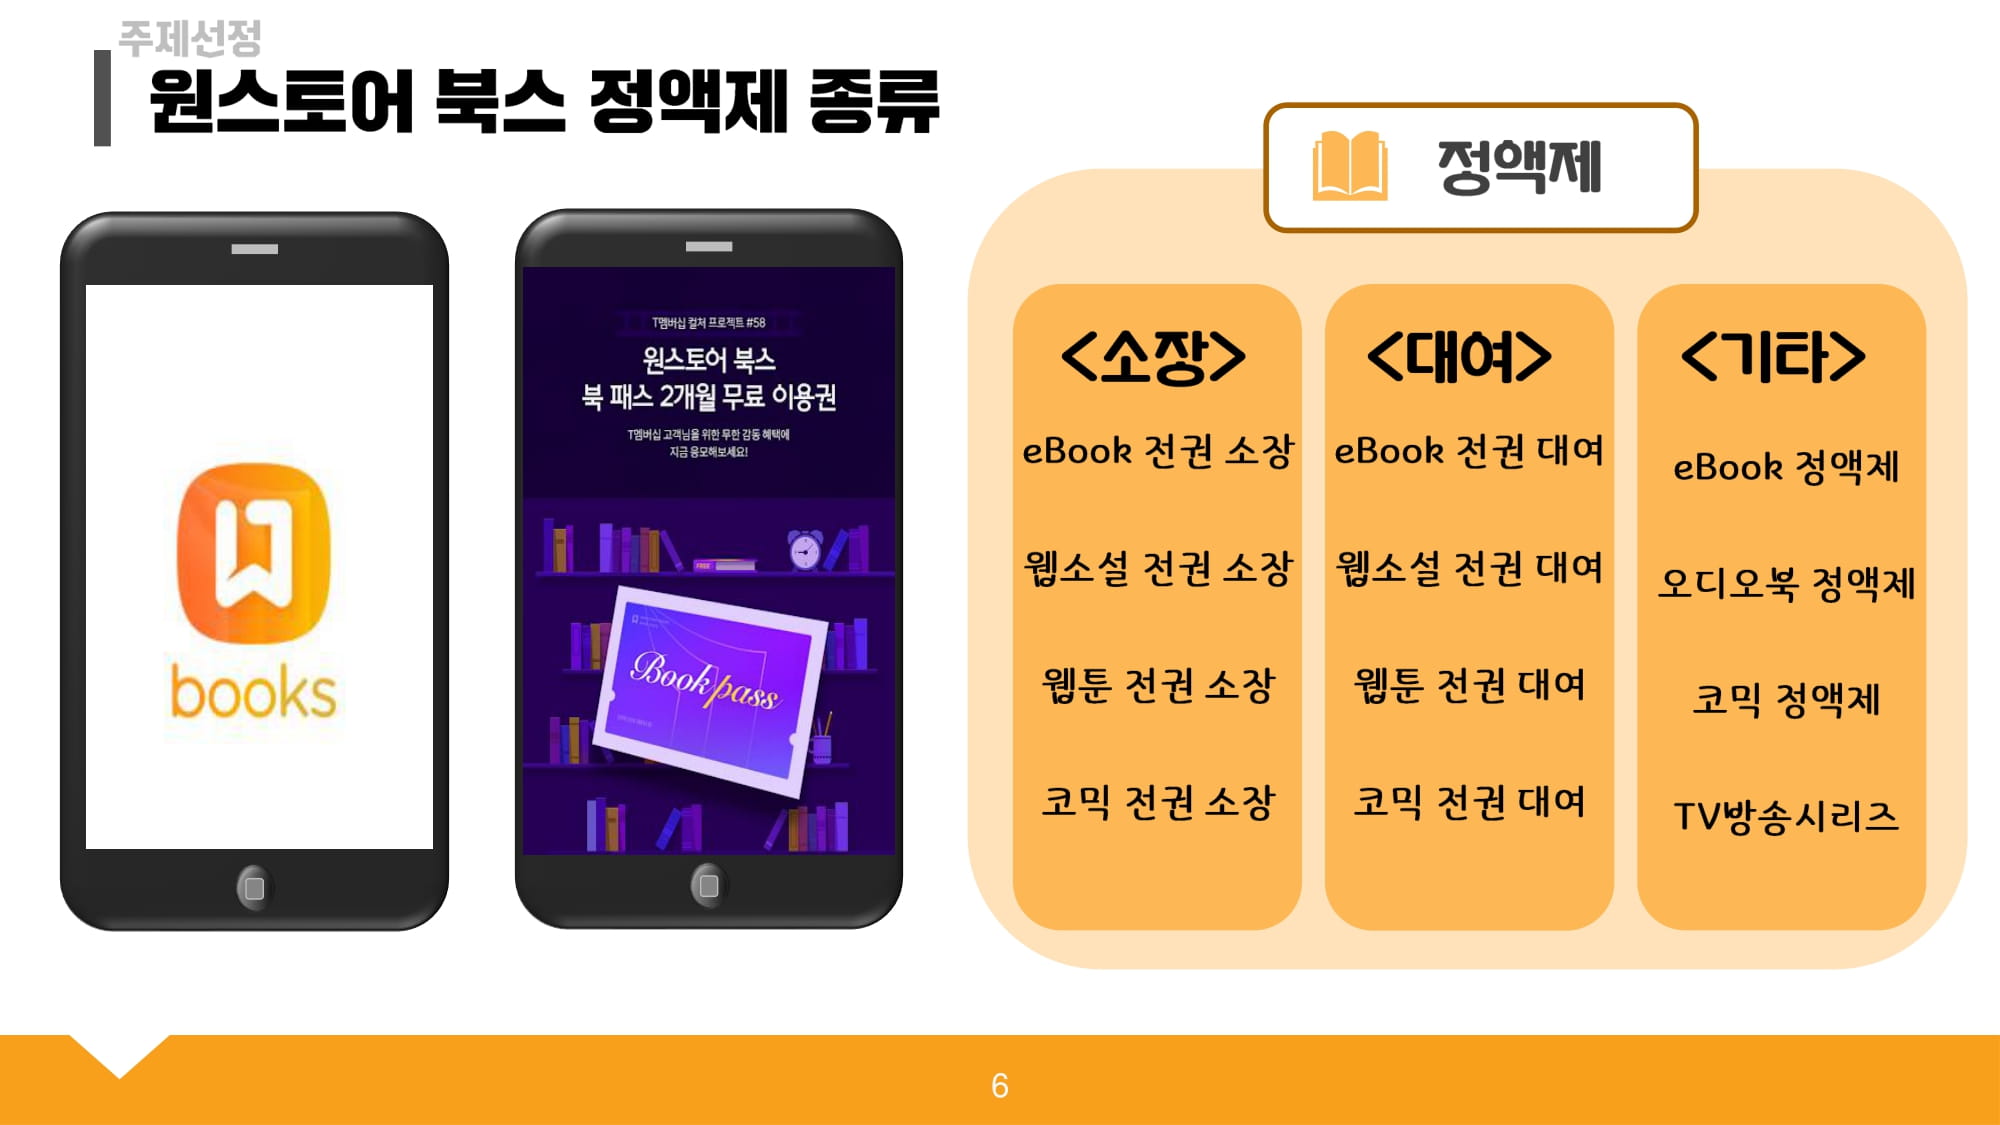 주제선정
원스토어 북스 정액제 종류
books
T멤버십 컬처 프로젝트 #58
원스토어 북스
북 패스 2개월 무료 이용권
T멤버십 고객님을 위한 무한 감동 혜택에
지금 응모해보세요!
FREE
Book pass
정액제
<소장>
eBook 전권 소장
웹소설 전권 소장
웹툰 전권 소장
코믹 전권 소장
<대여>
eBook 전권 대여
웹소설 전권 대여
웹툰 전권 대여
코믹 전권 대여
<기타>
eBook 정액제
오디오북 정액제
코믹 정액제
TV방송시리즈
6